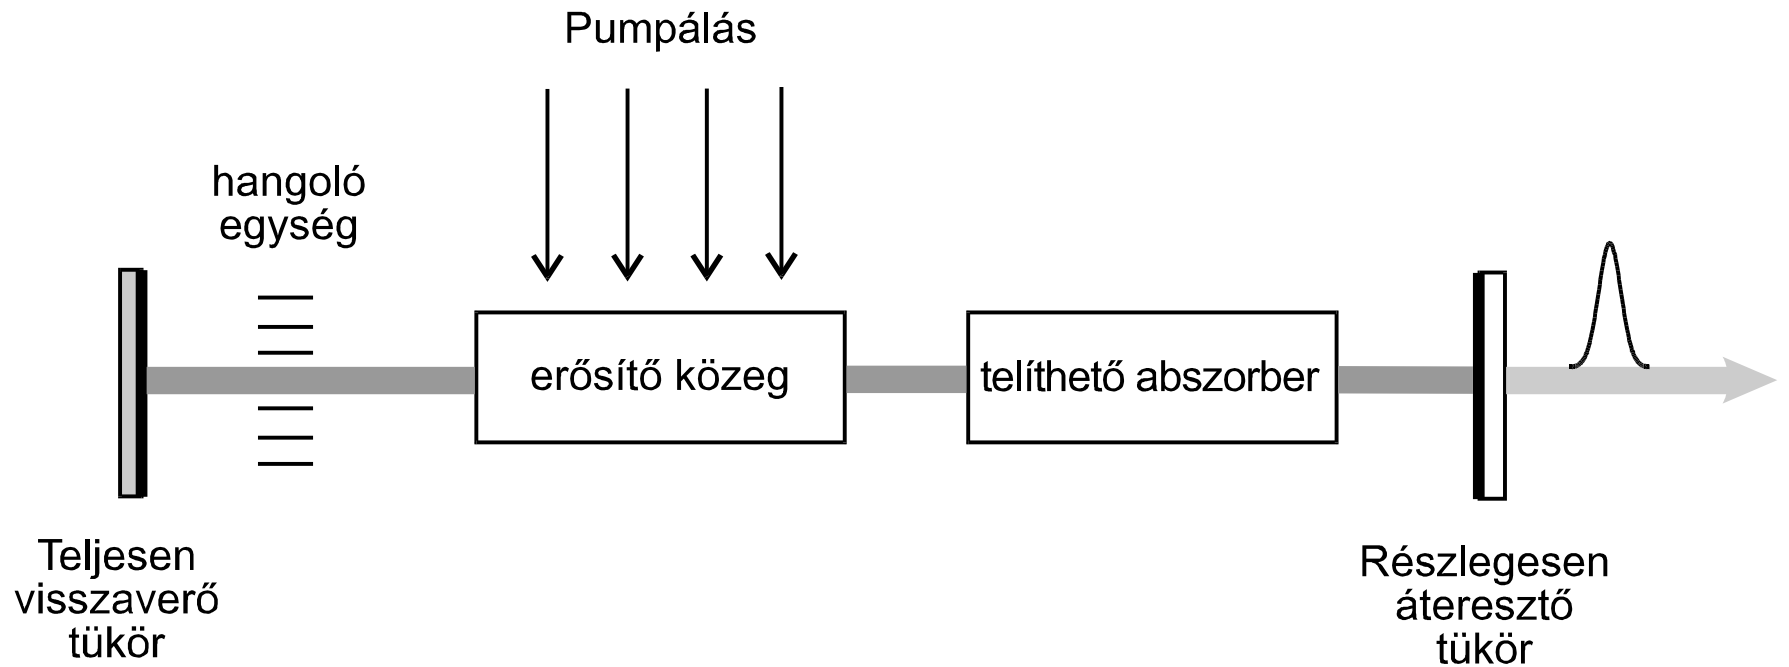 Pumpálás
hangoló
egység
erősítő közeg
telíthető abszorber
Teljesen
visszaverő
tükör
Részlegesen
áteresztő
tükör